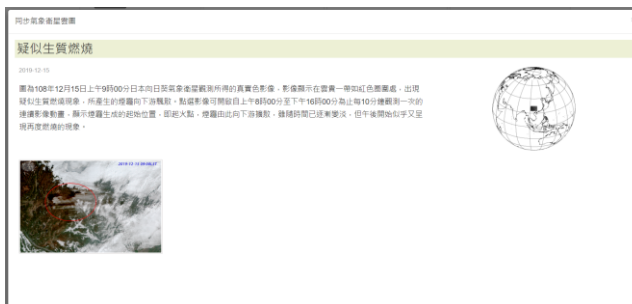 同步氣象衛星雲圖
疑似生質燃燒
2019-12-15
圖為108年12月15日上午9時00分日本向日葵氣象衛星觀測所得的真實色影像，影像顯示在雲貴一帶如紅色圈圈處，出現
疑似生質燃燒現象，所產生的煙霾向下游飄散。點選影像可開啟自上午8時00分至下午16時00分為止每10分鐘觀測一次的
連續影像動畫，顯示煙霾生成的起始位置，即起火點，煙霾由此向下游擴散，雖隨時間已逐漸變淡，但午後開始似乎又呈
現再度燃燒的現象。